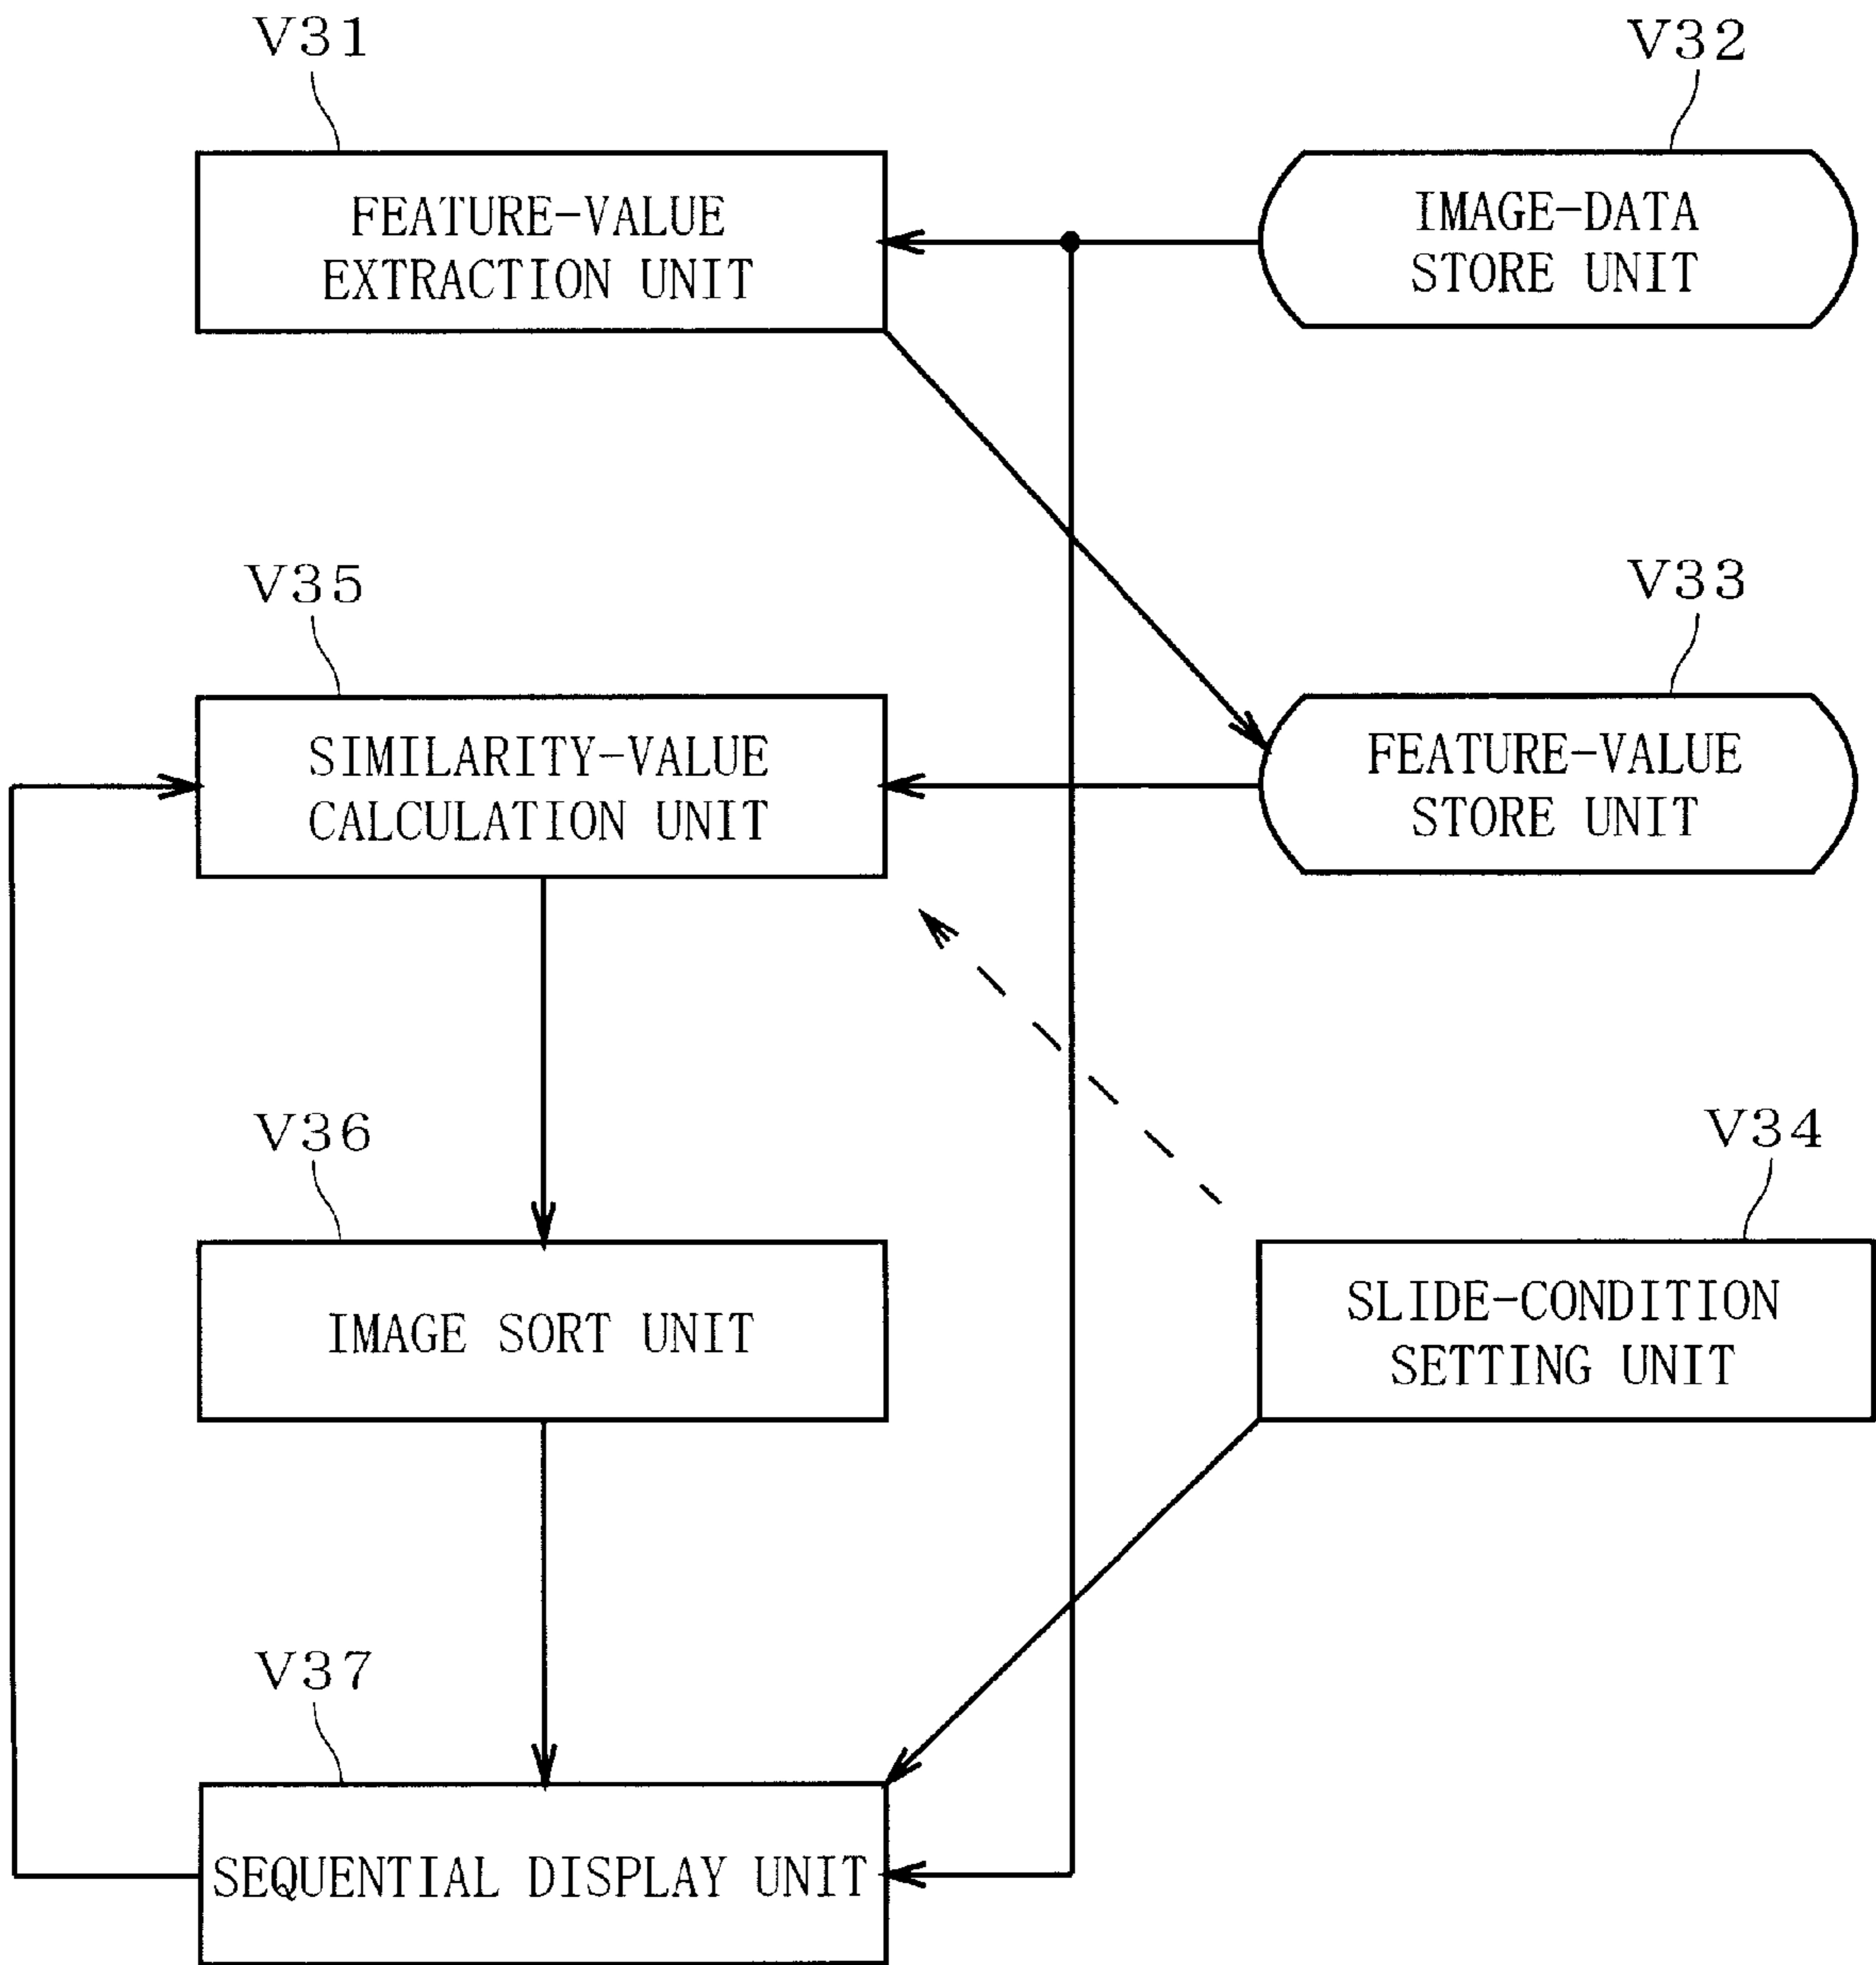 V31
V32
FEATURE-VALUE
EXTRACTION UNIT
IMAGE-DATA
STORE UNIT
V35
V33
SIMILARITY-VALUE
CALCULATION UNIT
FEATURE-VALUE
STORE UNIT
V36
V34
IMAGE SORT UNIT
SLIDE-CONDITION
SETTING UNIT
V37
SEQUENTIAL DISPLAY UNIT